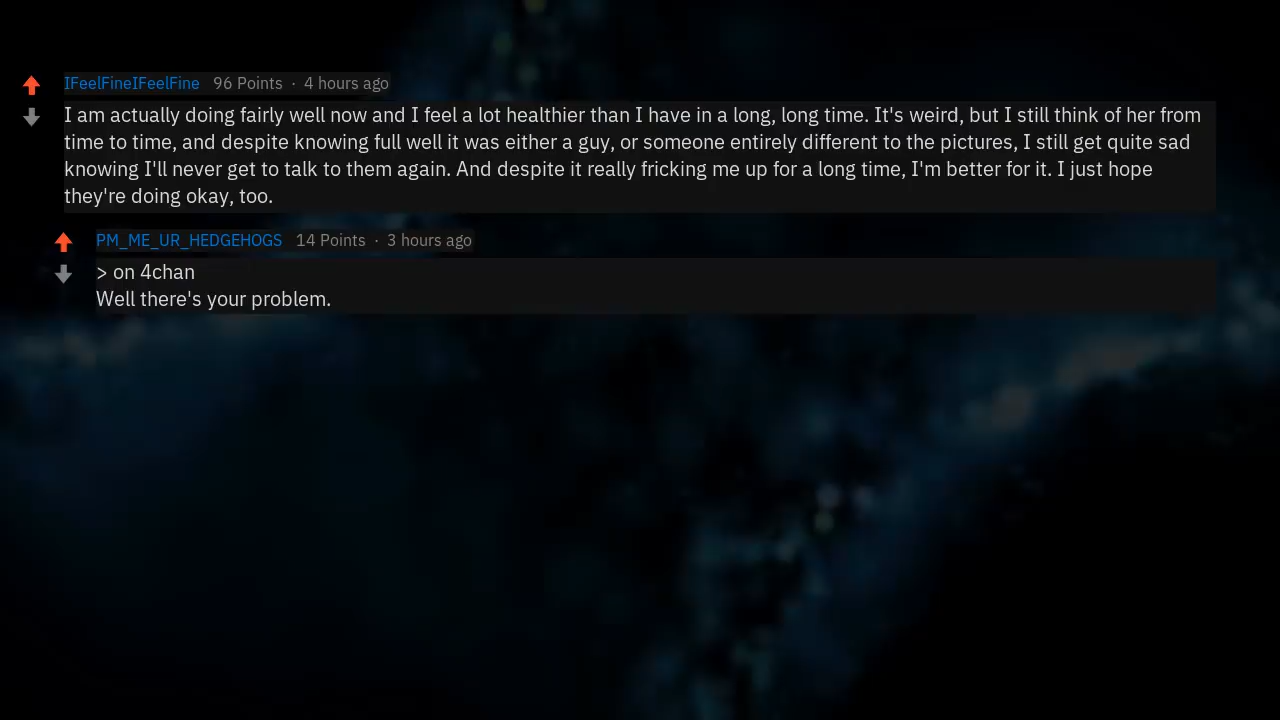 IFeelFineIFeelFine 96 Points · 4 hours ago
I am actually doing fairly well now and I feel a lot healthier than I have in a long, long time. It's weird, but I still think of her from
time to time, and despite knowing full well it was either a guy, or someone entirely different to the pictures, I still get quite sad
knowing I'll never get to talk to them again. And despite it really fricking me up for a long time, I'm better for it. I just hope
they're doing okay, too.
PM_ME_UR_HEDGEHOGS 14 Points · 3 hours ago
> on 4chan
Well there's your problem.